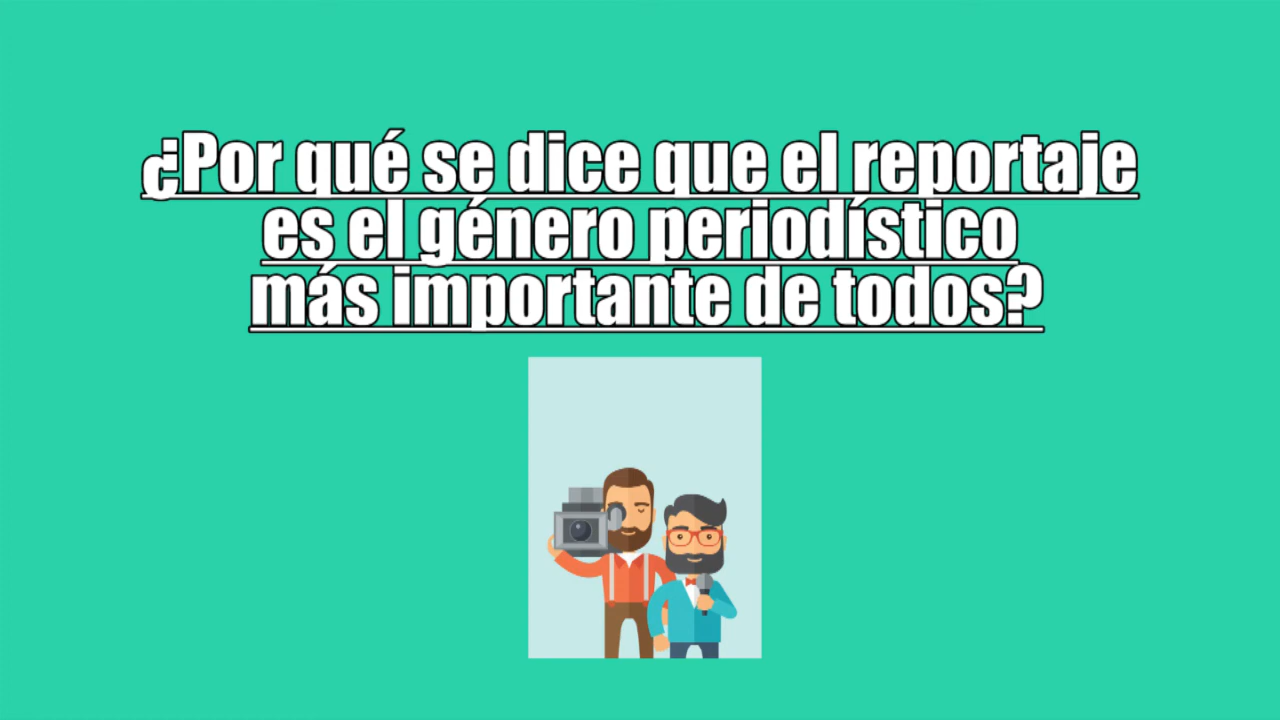 ¿Por qué se dice que el reportaje
es el género periodístico
más importante de todos?